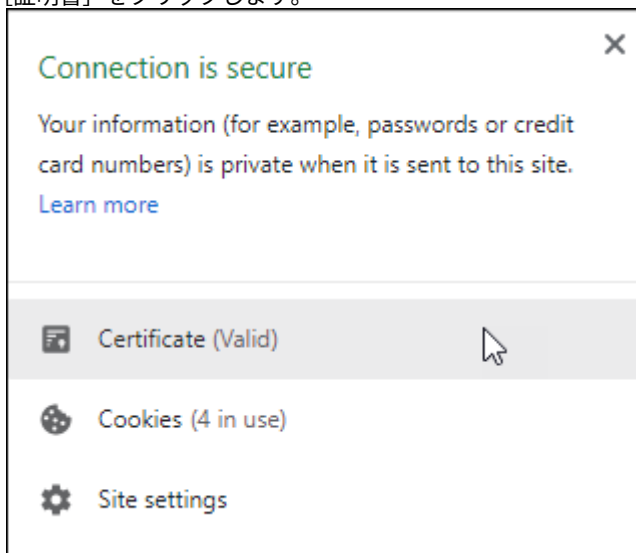 [証明書] をクリックします。
Connection is secure
Your information (for example, passwords or credit
card numbers) is private when it is sent to this site.
Learn more
Certificate (Valid)
Cookies (4 in use)
Site settings